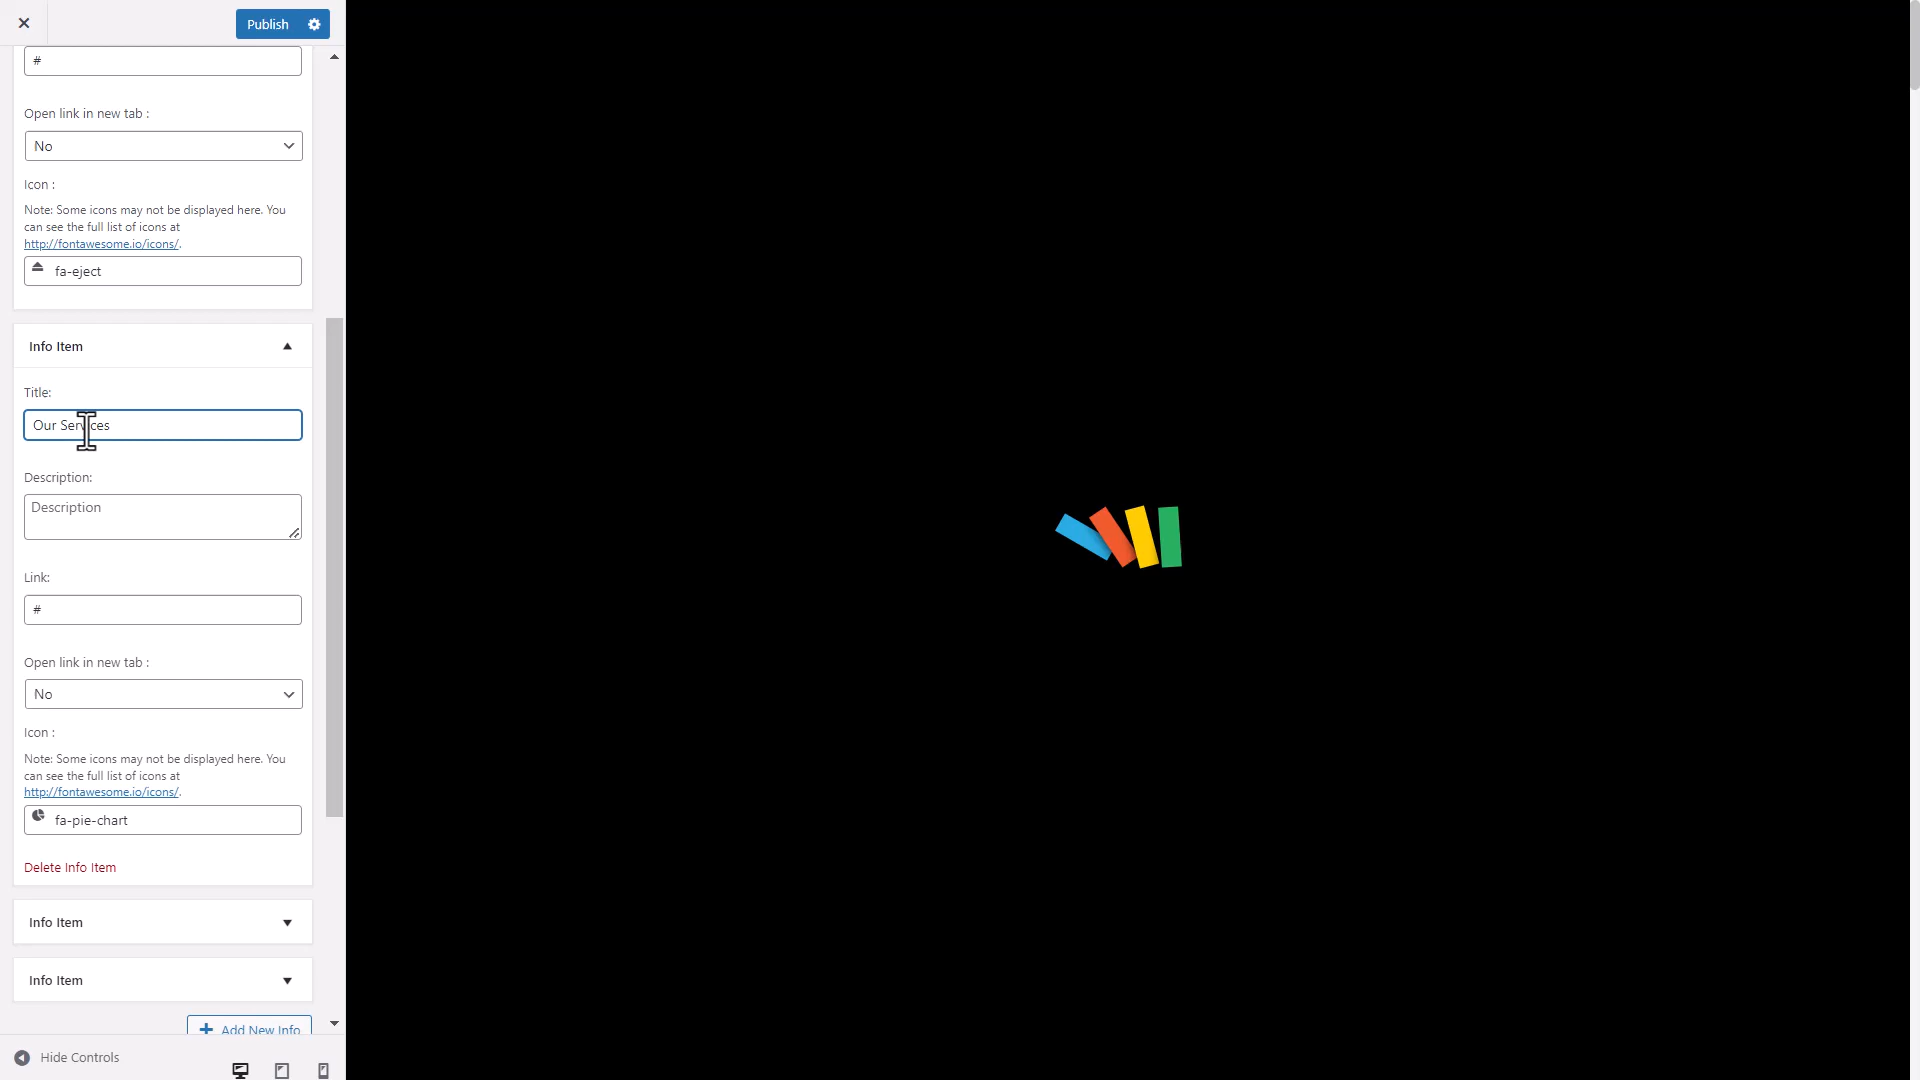 Publish
#
Open link in new tab :
No
Icon :
Note: Some icons may not be displayed here. You
can see the full list of icons at
http://fontawesome.io/icons/.
fa-eject
Info Item
Title:
Our Services
Description:
Description
Link:
#
Open link in new tab :
No
Icon :
Note: Some icons may not be displayed here. You
can see the full list of icons at
http://fontawesome.io/icons/.
fa-pie-chart
Delete Info Item
Info Item
Info Item
Add New Info
Hide Controls